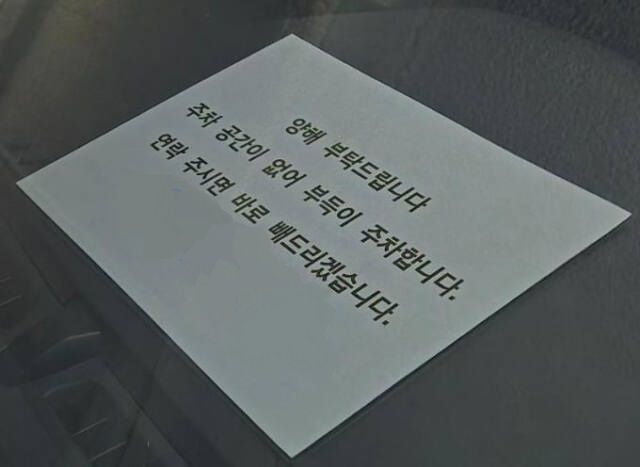 양해 부탁드립니다
주차 공간이 없어 부득이 주차합니다.
연락 주시면 바로 빼드리겠습니다.